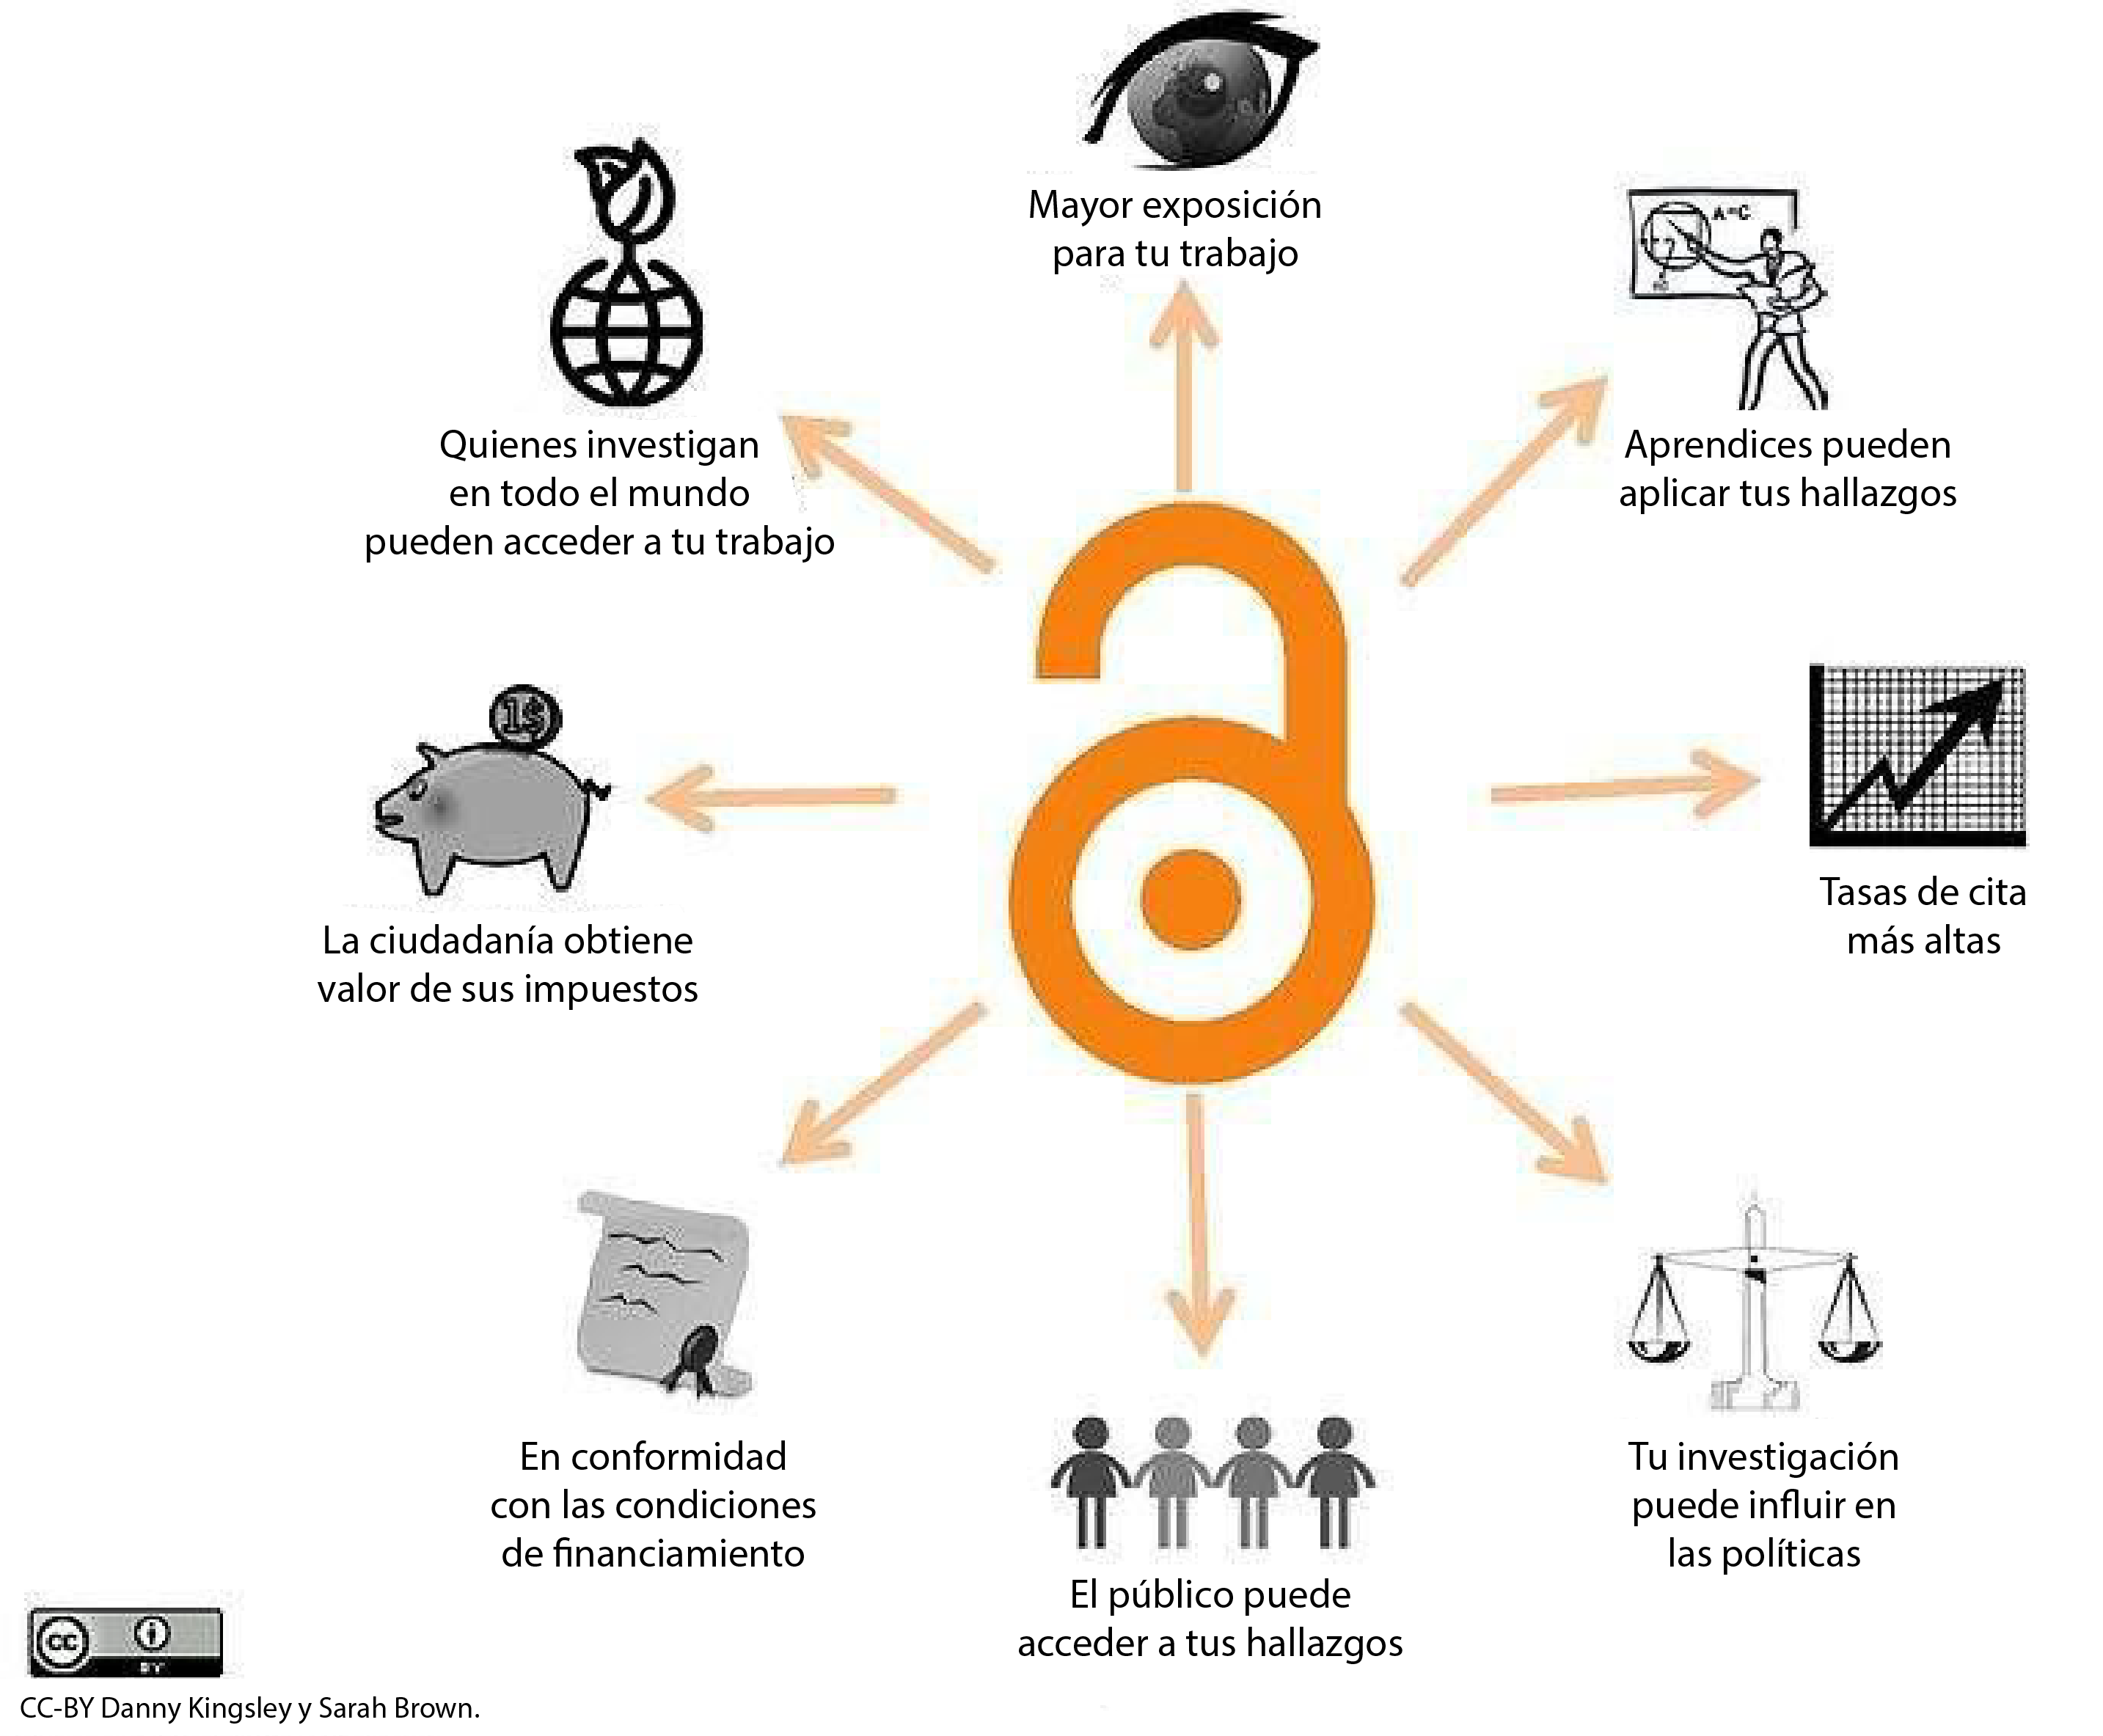 Mayor exposición
para tu trabajo
A=C
Aprendices pueden
aplicar tus hallazgos
Quienes investigan
en todo el mundo
pueden acceder a tu trabajo
1$
La ciudadanía obtiene
valor de sus impuestos
Tasas de cita
más altas
En conformidad
con las condiciones
de financiamiento
El público puede
acceder a tus hallazgos
Tu investigación
puede influir en
las políticas
cc
BY
CC-BY Danny Kingsley y Sarah Brown.